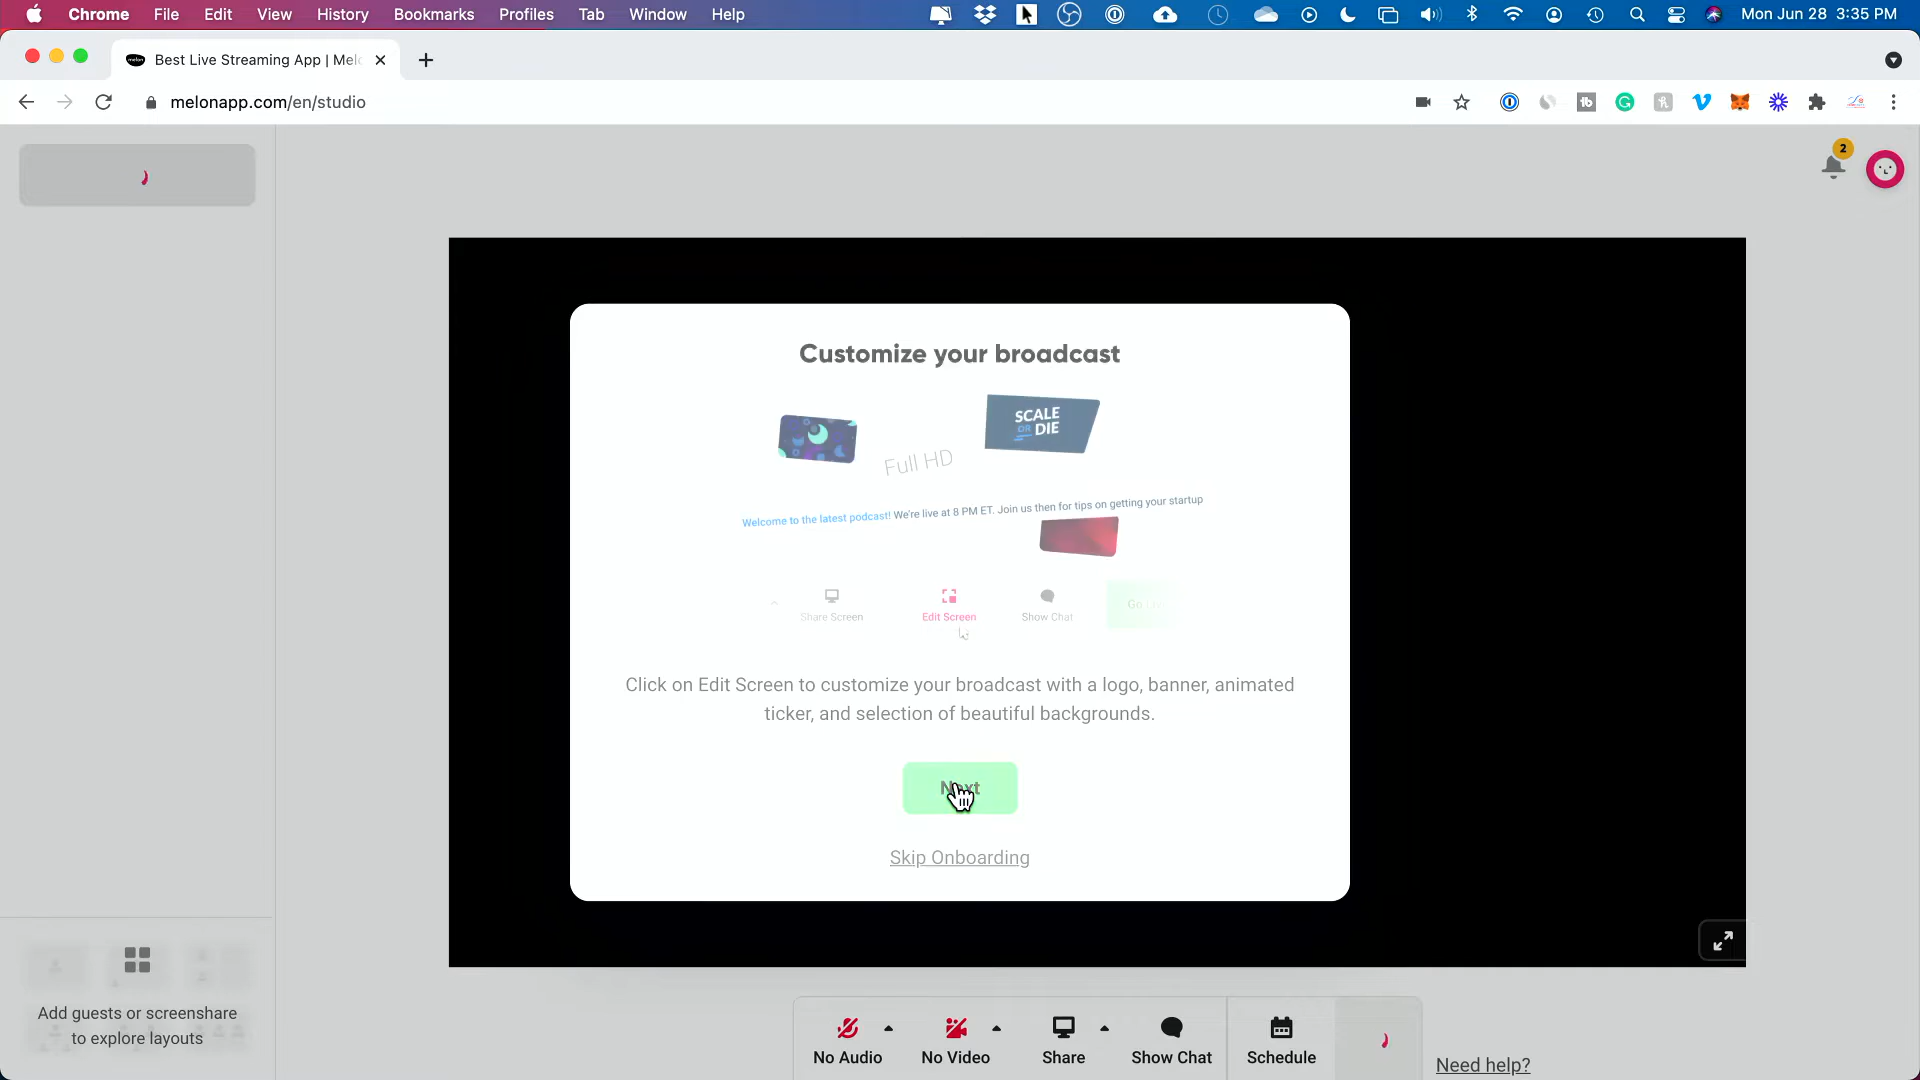 Chrome File Edit View History Bookmarks Profiles Tab Window Help Mon Jun 28 3:35 PM
Best Live Streaming App | Mel
melonapp.com/en/studio
2
Customize your broadcast
SCALE
OR DIE
Full HD
Welcome to the latest podcast! We're live at 8 PM ET. Join us then for tips on getting your startup
Share Screen Edit Screen Show Chat
Click on Edit Screen to customize your broadcast with a logo, banner, animated
ticker, and selection of beautiful backgrounds.
Next
Skip Onboarding
Add guests or screenshare
to explore layouts
No Audio No Video Share Show Chat Schedule
Need help?